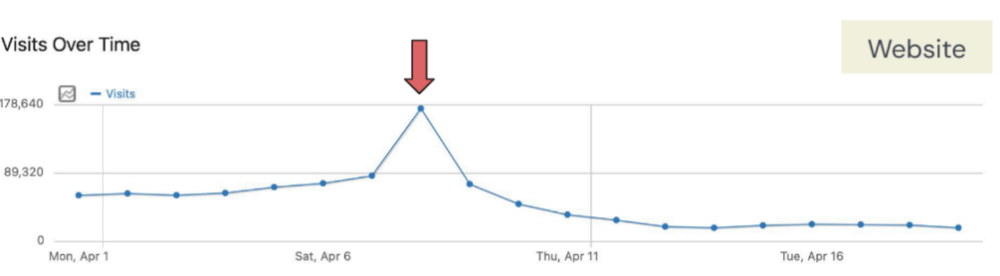 Visits Over Time
Website
Visits
178,640
89,320
0
Mon, Apr 1
Sat, Apr 6
Thu, Apr 11
Tue, Apr 16